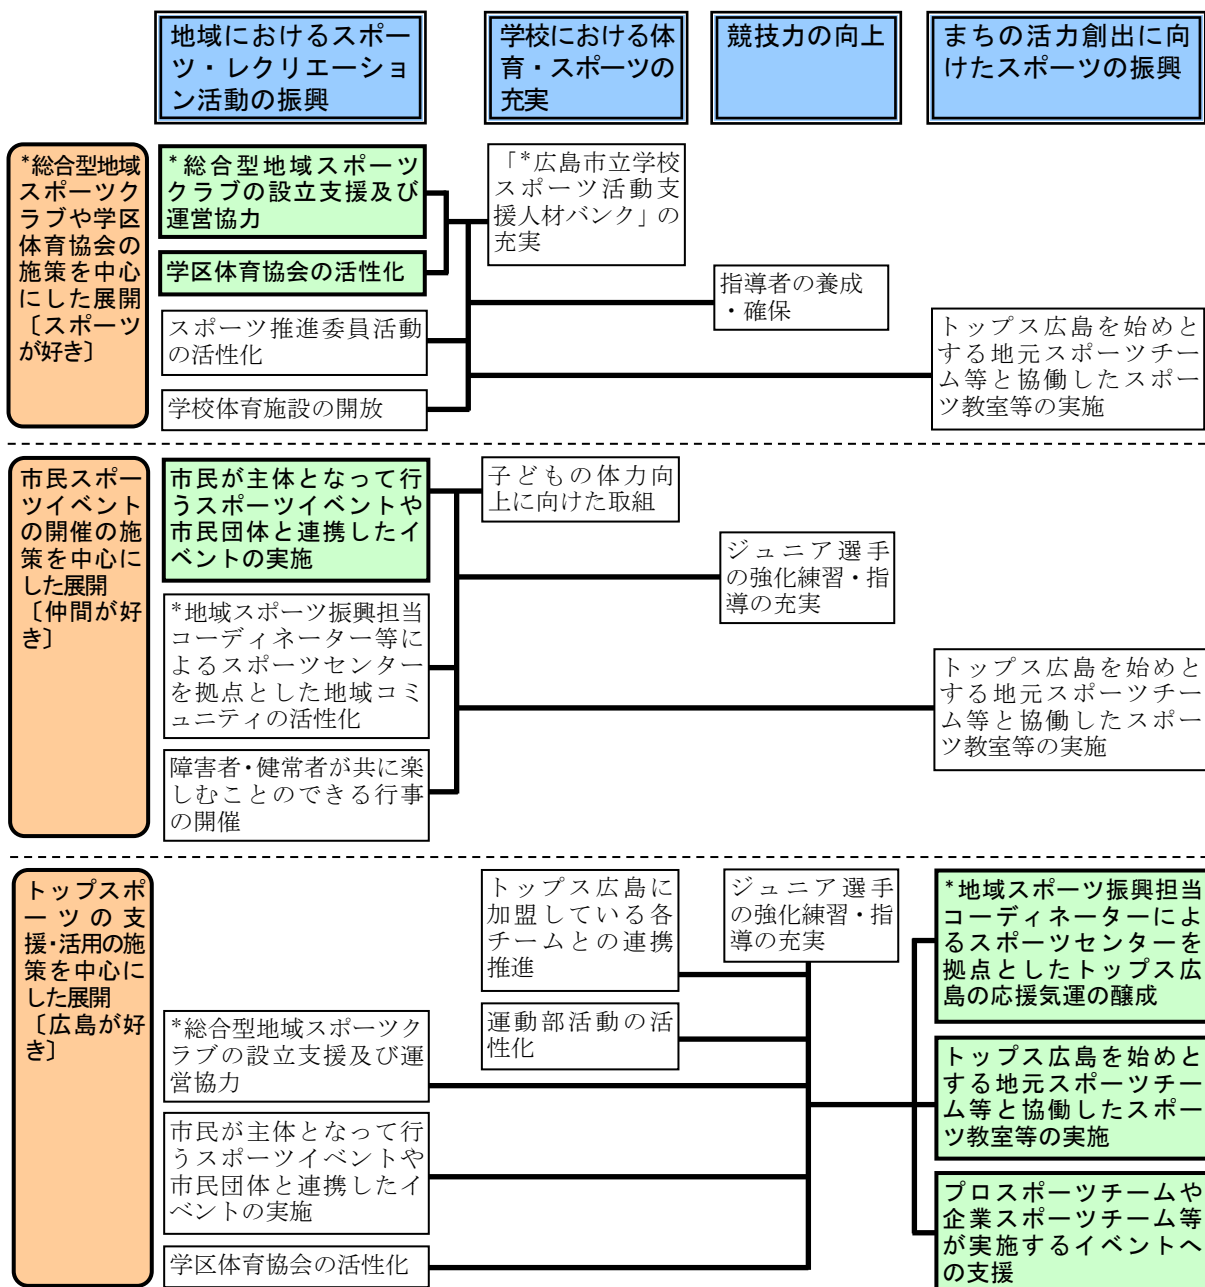 地域におけるスポー
ツ・レクリエーショ
ン活動の振興
学校における体
育・スポーツの
充実
競技力の向上
まちの活力創出に向
けたスポーツの振興
*総合型地域
スポーツク
ラブや学区
体育協会の
施策を中心
にした展開
〔スポーツ
が好き〕
*総合型地域スポーツ
クラブの設立支援及び
運営協力
学区体育協会の活性化
スポーツ推進委員活動
の活性化
学校体育施設の開放
「*広島市立学校
スポーツ活動支
援人材バンク」の
充実
指導者の養成
・確保
トップス広島を始めと
する地元スポーツチー
ム等と協働したスポー
ツ教室等の実施
市民スポー
ツイベント
の開催の施
策を中心に
した展開
〔仲間が好
き〕
市民が主体となって行
うスポーツイベントや
市民団体と連携したイ
ベントの実施
*地域スポーツ振興担当
コーディネーター等に
よるスポーツセンター
を拠点とした地域コミ
ュニティの活性化
障害者・健常者が共に楽
しむことのできる行事
の開催
子どもの体力向
上に向けた取組
ジュニア選手
の強化練習・指
導の充実
トップス広島を始めと
する地元スポーツチー
ム等と協働したスポー
ツ教室等の実施
トップスポ
ーツの支
援・活用の施
策を中心に
した展開
〔広島が好
き〕
*総合型地域スポーツク
ラブの設立支援及び運
営協力
市民が主体となって行
うスポーツイベントや
市民団体と連携したイ
ベントの実施
学区体育協会の活性化
トップス広島に
加盟している各
チームとの連携
推進
運動部活動の活
性化
ジュニア選手
の強化練習・指
導の充実
*地域スポーツ振興担当
コーディネーターによ
るスポーツセンターを
拠点としたトップス広
島の応援気運の醸成
トップス広島を始めと
する地元スポーツチー
ム等と協働したスポー
ツ教室等の実施
プロスポーツチームや
企業スポーツチーム等
が実施するイベントへ
の支援